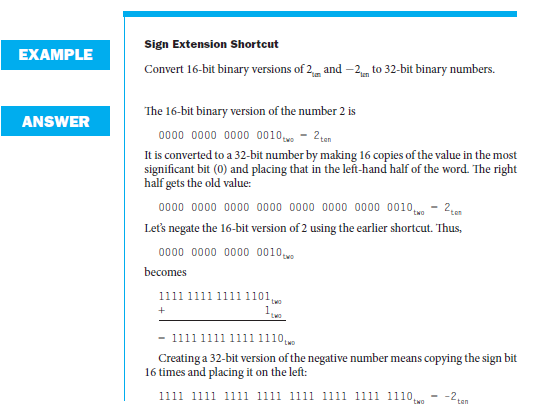 EXAMPLE
Sign Extension Shortcut
Convert 16-bit binary versions of 2ten and −2ten to 32-bit binary numbers.
ANSWER
The 16-bit binary version of the number 2 is
0000 0000 0000 0010two = 2ten
It is converted to a 32-bit number by making 16 copies of the value in the most
significant bit (0) and placing that in the left-hand half of the word. The right
half gets the old value:
0000 0000 0000 0000 0000 0000 0000 0010two = 2ten
Let's negate the 16-bit version of 2 using the earlier shortcut. Thus,
0000 0000 0000 0010two
becomes
1111 1111 1111 1101two
+ 1two
= 1111 1111 1111 1110two
Creating a 32-bit version of the negative number means copying the sign bit
16 times and placing it on the left:
1111 1111 1111 1111 1111 1111 1111 1110two = -2ten